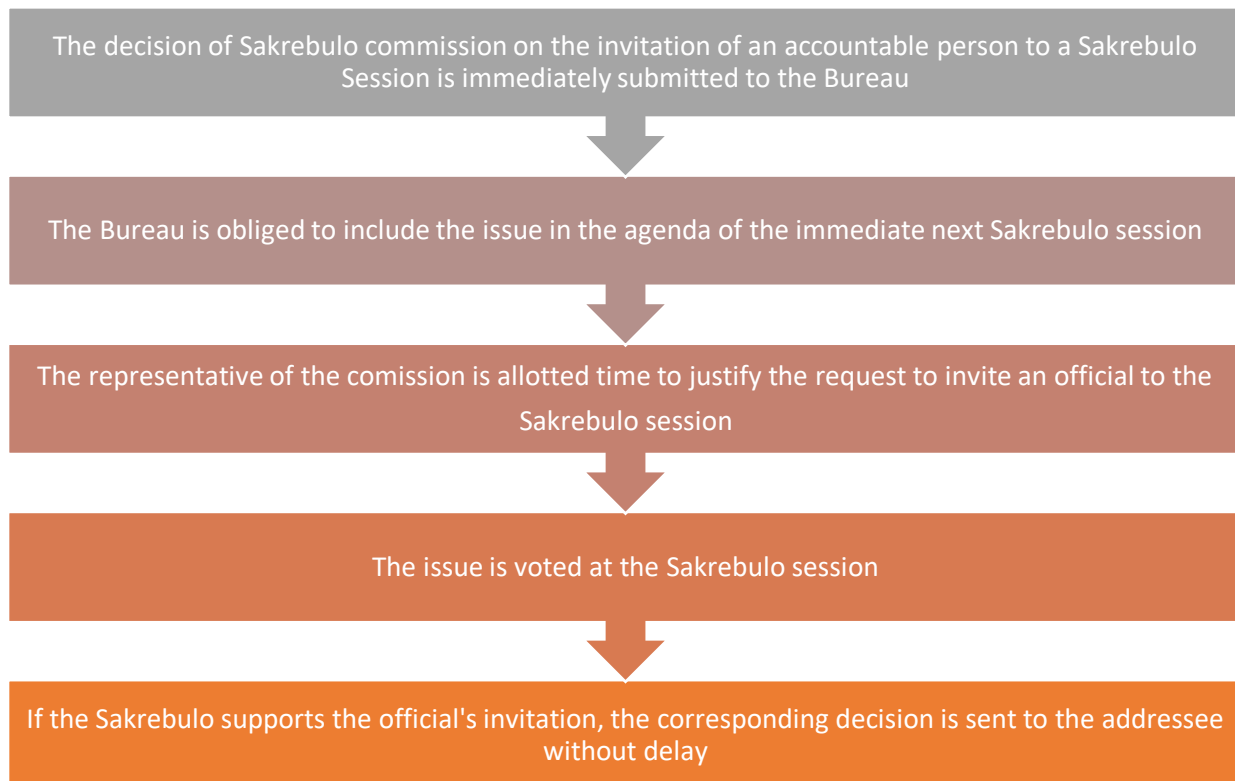 The decision of Sakrebulo commission on the invitation of an accountable person to a Sakrebulo
Session is immediately submitted to the Bureau
The Bureau is obliged to include the issue in the agenda of the immediate next Sakrebulo session
The representative of the comission is allotted time to justify the request to invite an official to the
Sakrebulo session
The issue is voted at the Sakrebulo session
If the Sakrebulo supports the official's invitation, the corresponding decision is sent to the addressee
without delay